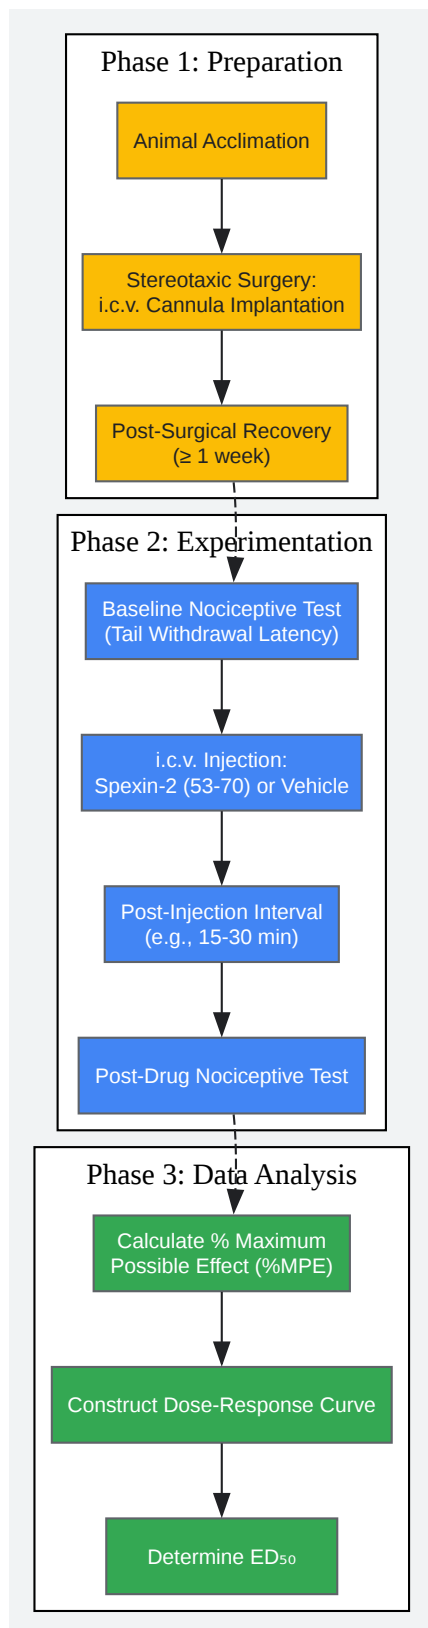 Phase 1: Preparation
Animal Acclimation
Stereotaxic Surgery:
i.c.v. Cannula Implantation
Post-Surgical Recovery
(≥ 1 week)
Phase 2: Experimentation
Baseline Nociceptive Test
(Tail Withdrawal Latency)
i.c.v. Injection:
Spexin-2 (53-70) or Vehicle
Post-Injection Interval
(e.g., 15-30 min)
Post-Drug Nociceptive Test
Phase 3: Data Analysis
Calculate % Maximum
Possible Effect (%MPE)
Construct Dose-Response Curve
Determine ED₅₀